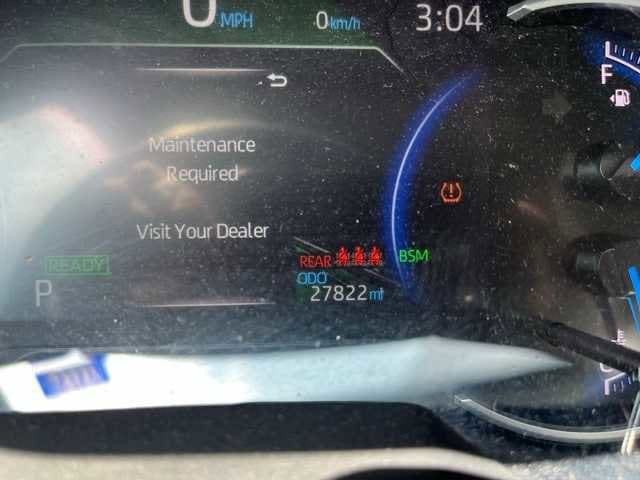 0 MPH 0 km/h 3:04
F
Maintenance
Required
Visit Your Dealer
READY
REAR BSM
ODO
P
27822 mi